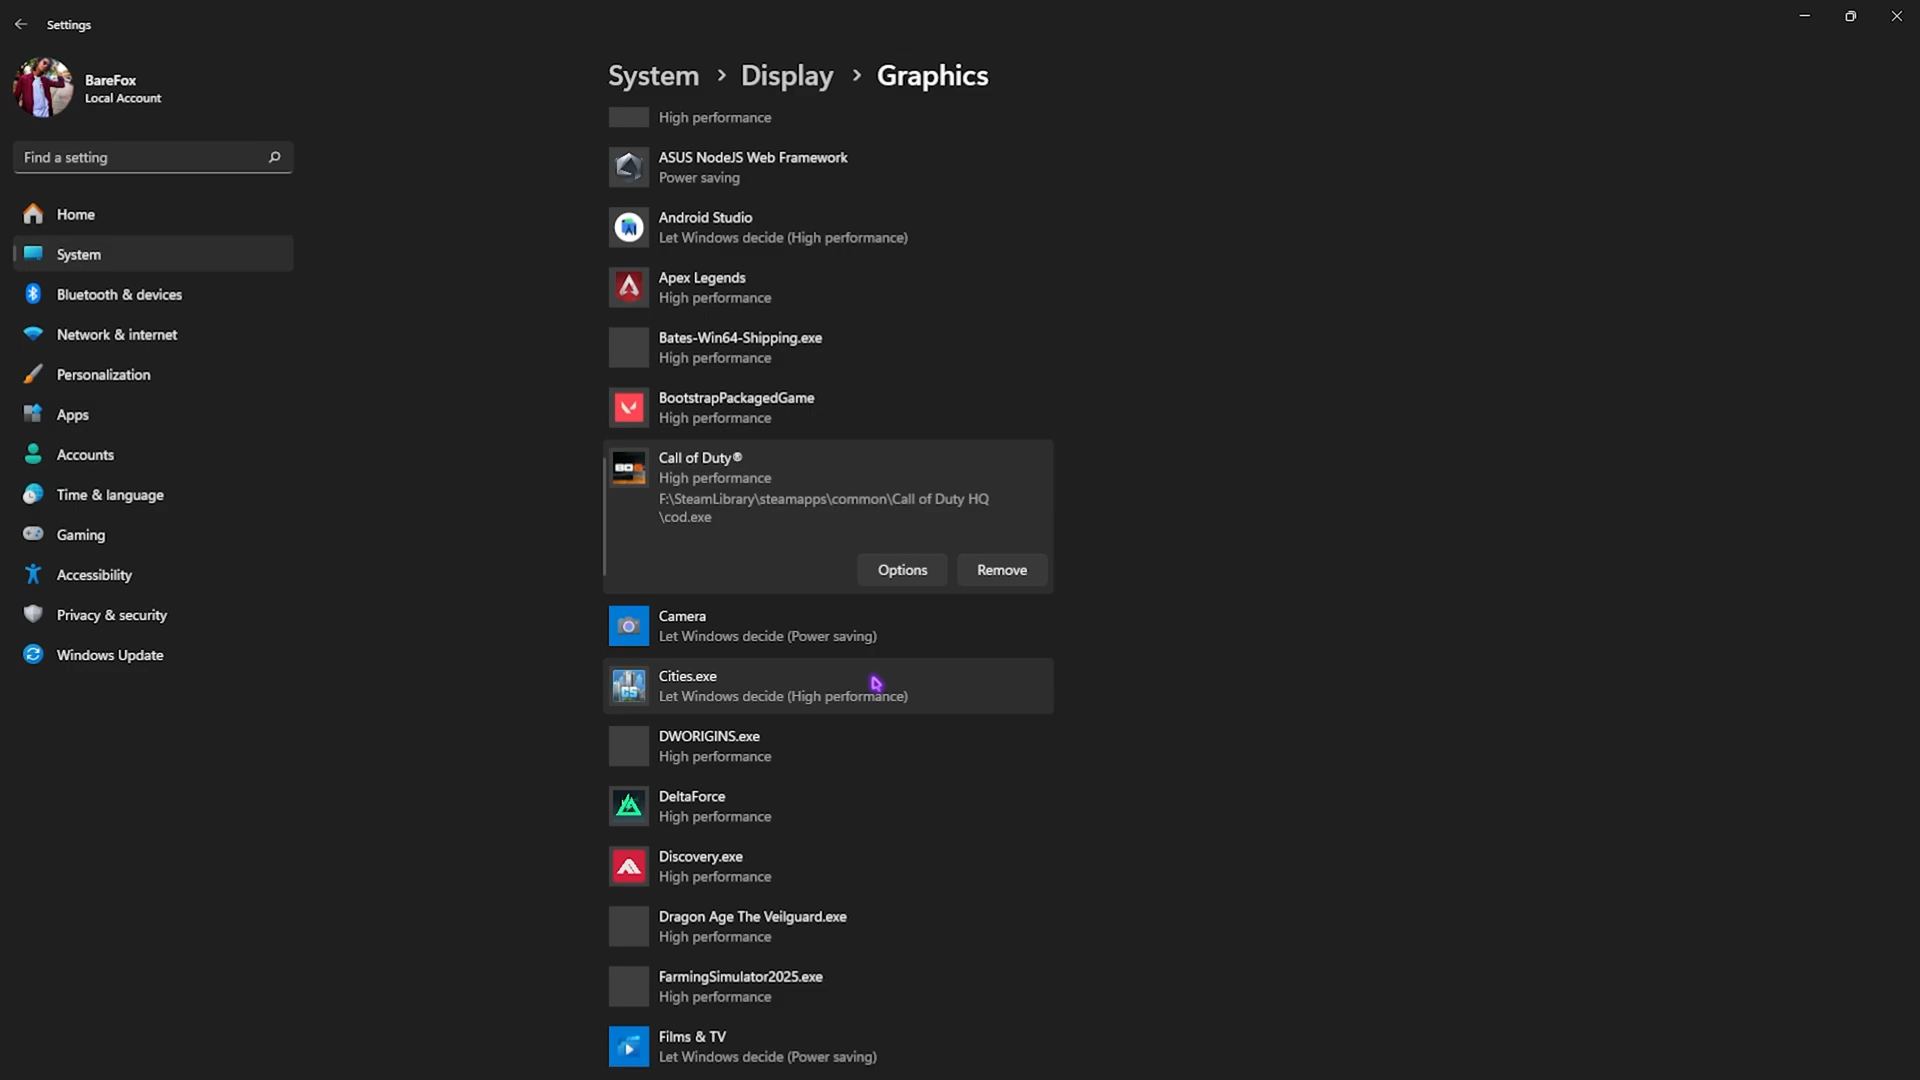 Settings
BareFox
Local Account
Find a setting
Home
System
Bluetooth & devices
Network & internet
Personalization
Apps
Accounts
Time & language
Gaming
Accessibility
Privacy & security
Windows Update
System > Display > Graphics
High performance
ASUS NodeJS Web Framework
Power saving
Android Studio
Let Windows decide (High performance)
Apex Legends
High performance
Bates-Win64-Shipping.exe
High performance
BootstrapPackagedGame
High performance
Call of Duty®
High performance
F:\SteamLibrary\steamapps\common\Call of Duty HQ
\cod.exe
Options
Remove
Camera
Let Windows decide (Power saving)
Cities.exe
Let Windows decide (High performance)
DWORIGINS.exe
High performance
DeltaForce
High performance
Discovery.exe
High performance
Dragon Age The Veilguard.exe
High performance
FarmingSimulator2025.exe
High performance
Films & TV
Let Windows decide (Power saving)